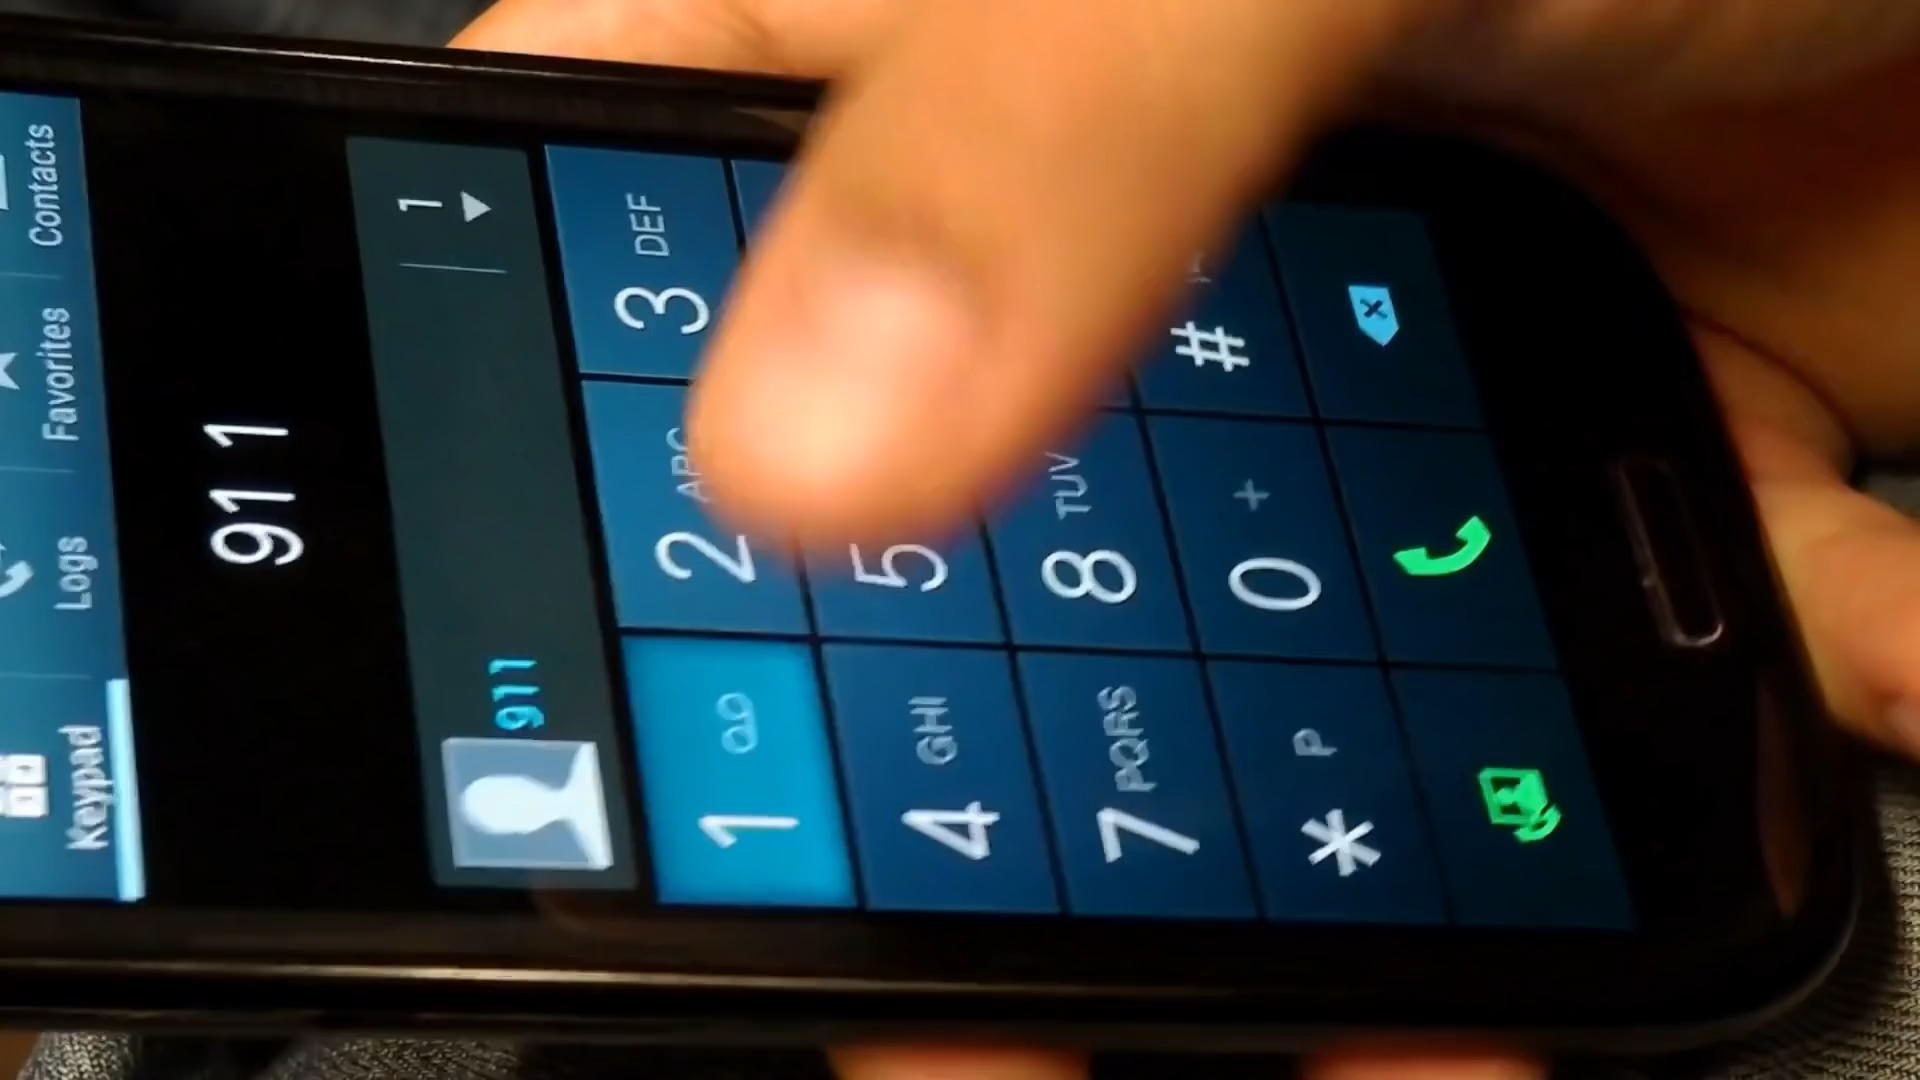 Keypad
Logs
Favorites
Contacts
911
911
1
1
2 ABC
3 DEF
4 GHI
5
7 PQRS
8 TUV
* P
0 +
#